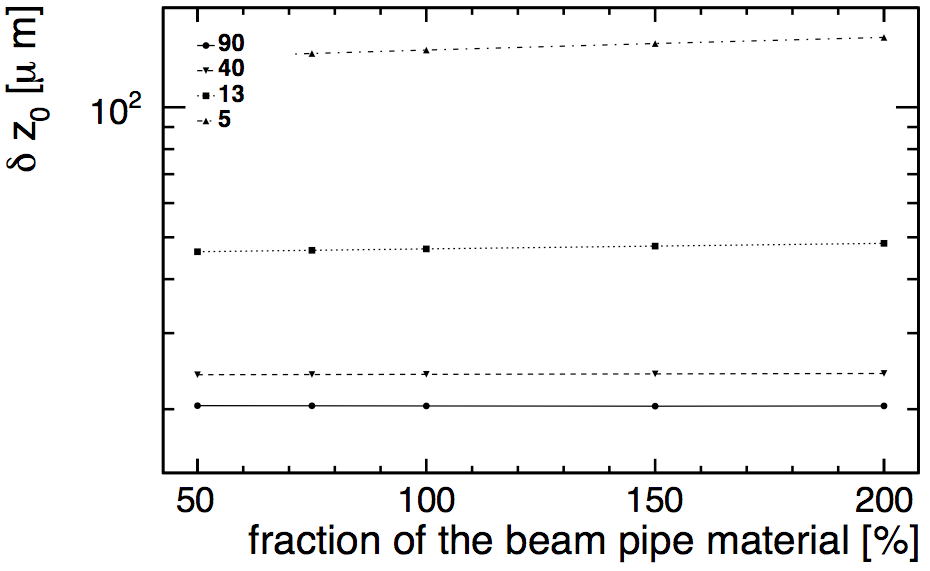 δ z₀ [μ m]
10²
90
40
13
5
50 100 150 200
fraction of the beam pipe material [%]